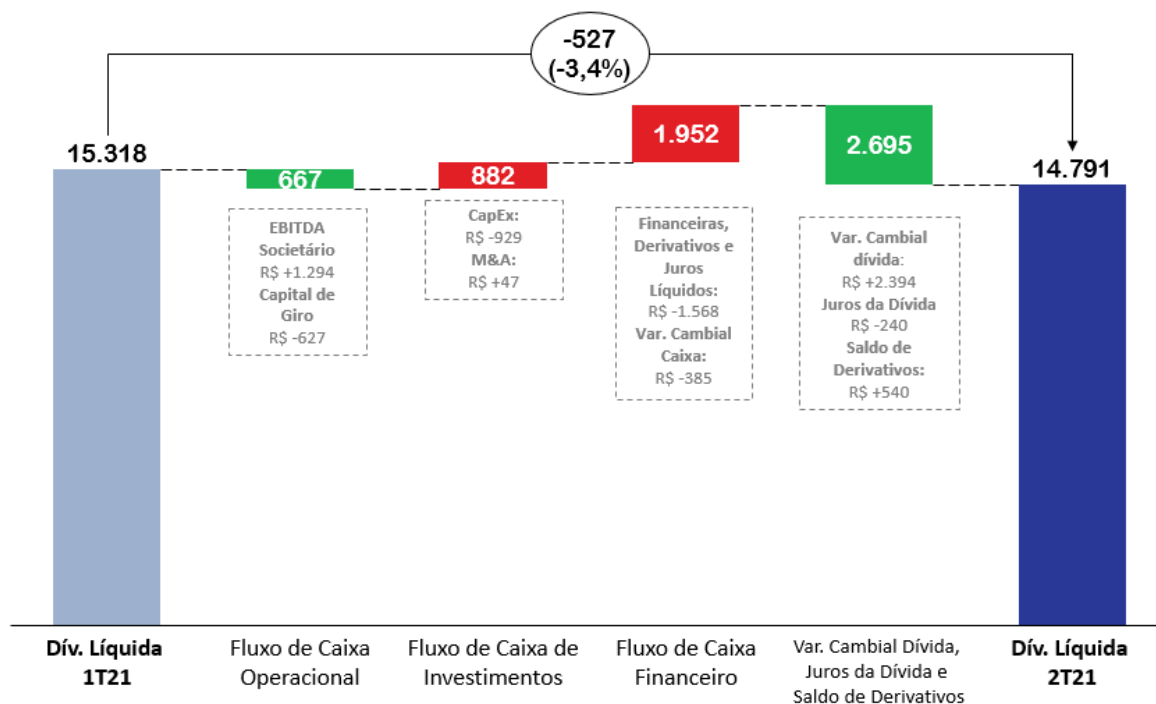 -527
(-3,4%)
15.318
667
882
1.952
2.695
14.791
EBITDA
Societário
R$ +1.294
Capital de
Giro
R$ -627
CapEx:
R$ -929
M&A:
R$ +47
Financeiras,
Derivativos e
Juros
Líquidos:
R$ -1.568
Var. Cambial
Caixa:
R$ -385
Var. Cambial
dívida:
R$ +2.394
Juros da Dívida
R$ -240
Saldo de
Derivativos:
R$ +540
Dív. Líquida
1T21
Fluxo de Caixa
Operacional
Fluxo de Caixa de
Investimentos
Fluxo de Caixa
Financeiro
Var. Cambial Dívida,
Juros da Dívida e
Saldo de Derivativos
Dív. Líquida
2T21